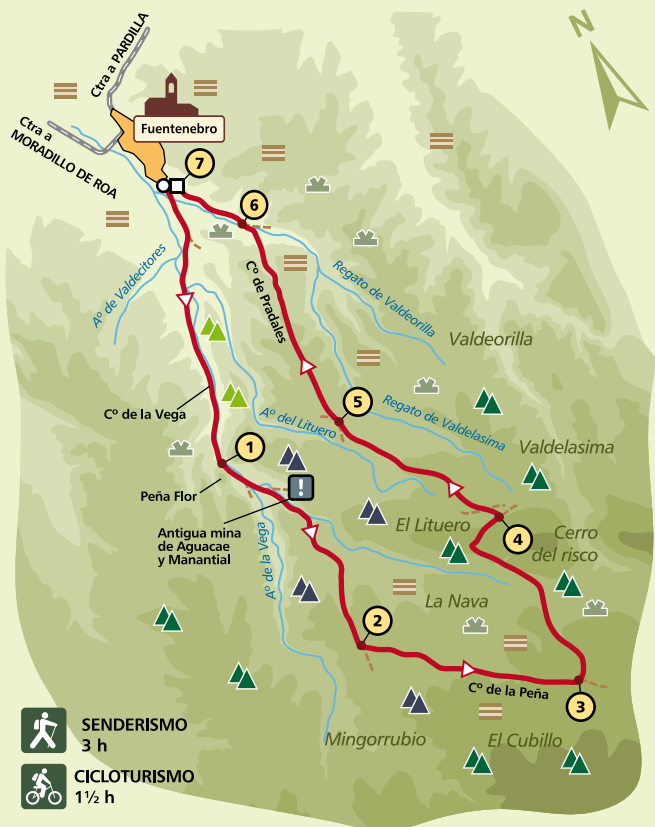 N
Ctra a PARDILLA
Ctra a
MORADILLO DE ROA
Fuentenebro
7
6
Aº de Valdecitores
Cº de Pradales
Regato de Valdeorilla
Valdeorilla
Cº de la Vega
5
Aº del Lituero
Regato de Valdelasima
Valdelasima
1
Peña Flor
!
Antigua mina
de Aguacae
y Manantial
Aº de la Vega
El Lituero
4
Cerro
del risco
La Nava
2
Cº de la Peña
3
Mingorrubio
El Cubillo
SENDERISMO
3 h
CICLOTURISMO
1½ h